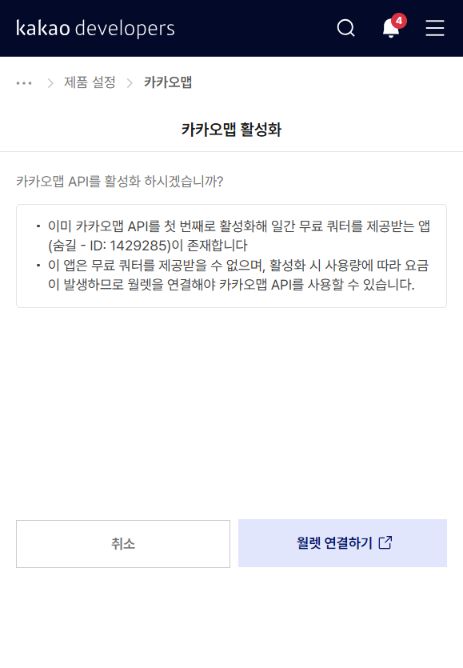 kakao developers
4
··· > 제품 설정 > 카카오맵
카카오맵 활성화
카카오맵 API를 활성화 하시겠습니까?
• 이미 카카오맵 API를 첫 번째로 활성화해 일간 무료 쿼터를 제공받는 앱
(숨길 - ID: 1429285)이 존재합니다
• 이 앱은 무료 쿼터를 제공받을 수 없으며, 활성화 시 사용량에 따라 요금
이 발생하므로 월렛을 연결해야 카카오맵 API를 사용할 수 있습니다.
취소
월렛 연결하기